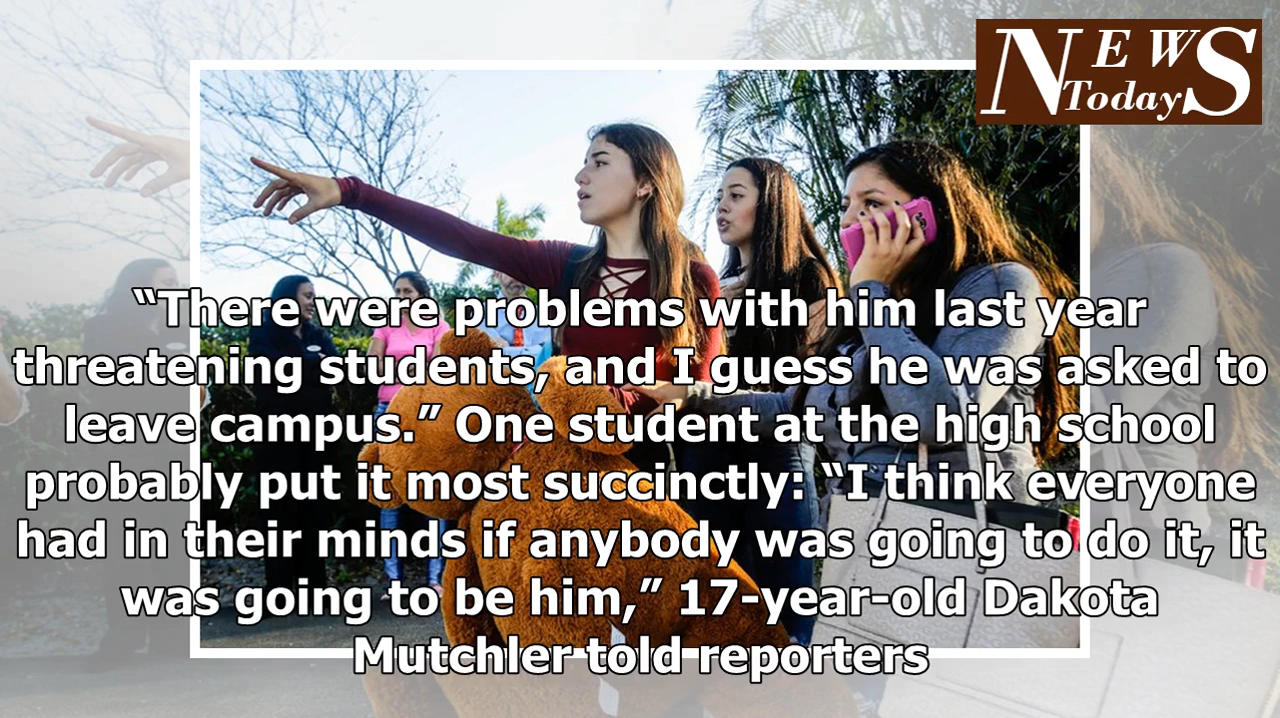 NEWS
Today
“There were problems with him last year
threatening students, and I guess he was asked to
leave campus.” One student at the high school
probably put it most succinctly: “I think everyone
had in their minds if anybody was going to do it, it
was going to be him,” 17-year-old Dakota
Mutchler told reporters